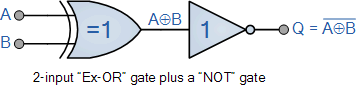 A
B
=1
A⊕B
1
Q = A̅⊕̅B̅
2-input "Ex-OR" gate plus a "NOT" gate